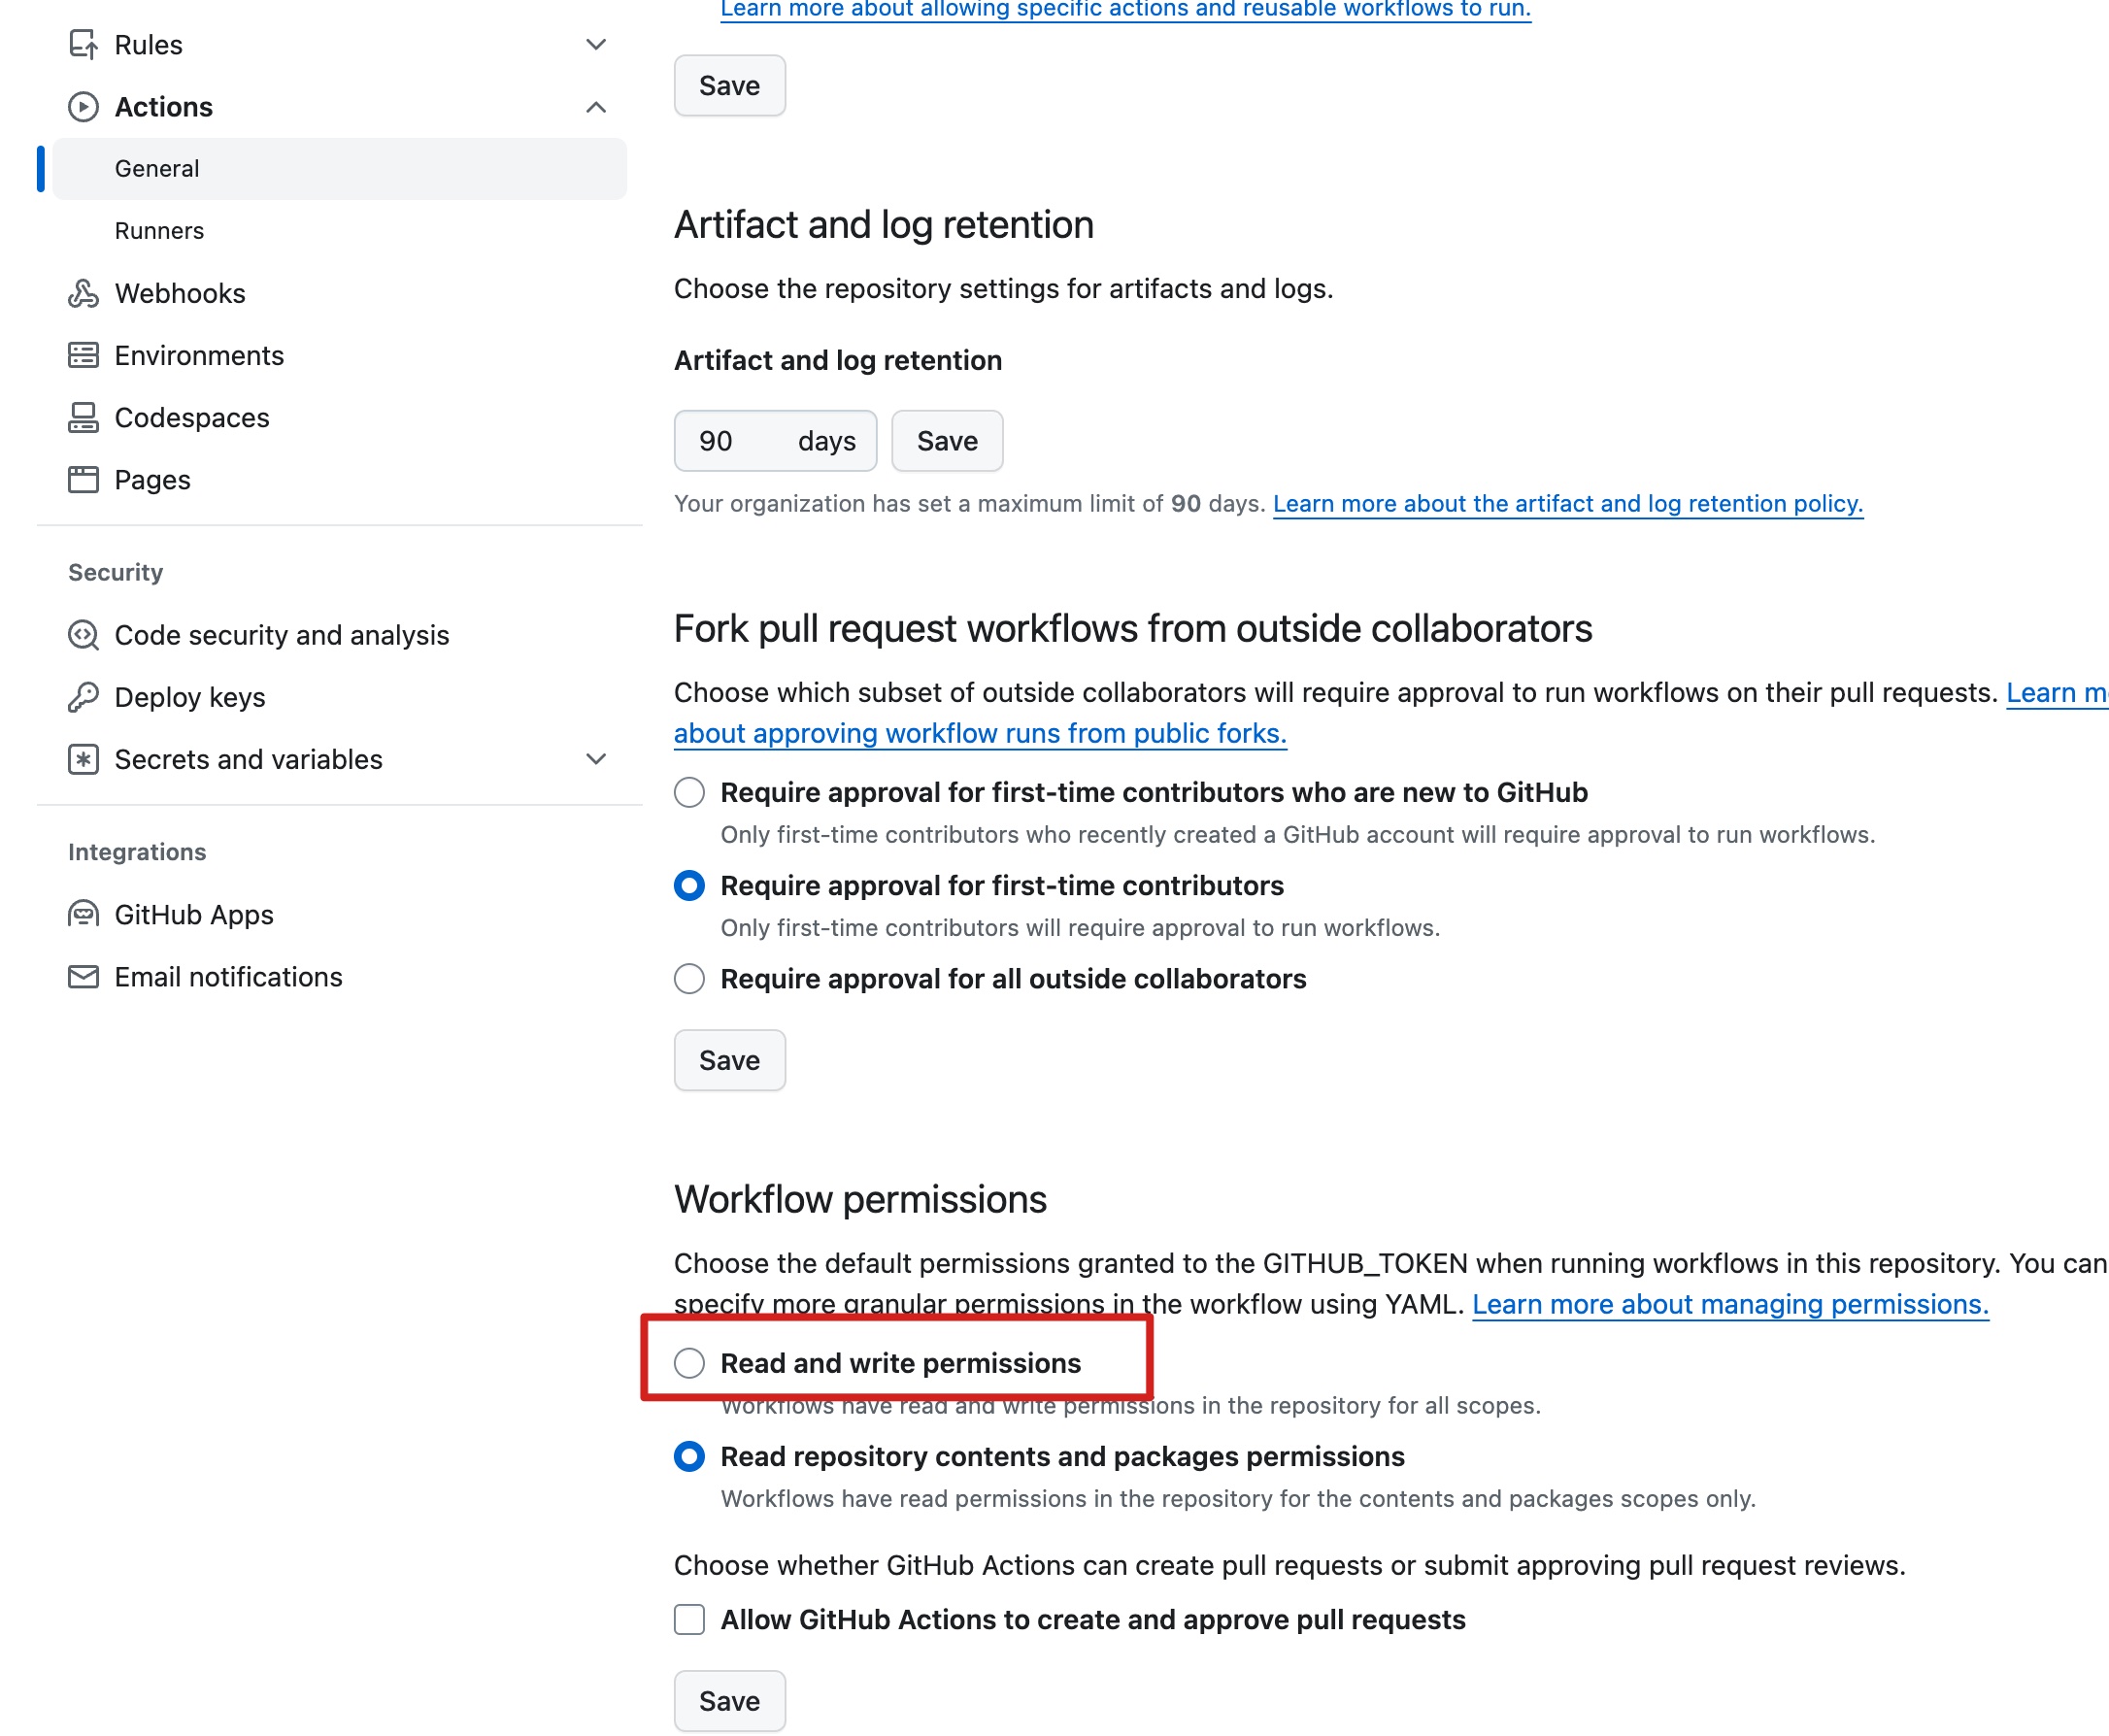 Learn more about allowing specific actions and reusable workflows to run.
Rules
Save
Actions
General
Runners
Webhooks
Environments
Codespaces
Pages
Security
Code security and analysis
Deploy keys
Secrets and variables
Integrations
GitHub Apps
Email notifications
Artifact and log retention
Choose the repository settings for artifacts and logs.
Artifact and log retention
90 days Save
Your organization has set a maximum limit of 90 days. Learn more about the artifact and log retention policy.
Fork pull request workflows from outside collaborators
Choose which subset of outside collaborators will require approval to run workflows on their pull requests. Learn
about approving workflow runs from public forks.
Require approval for first-time contributors who are new to GitHub
Only first-time contributors who recently created a GitHub account will require approval to run workflows.
Require approval for first-time contributors
Only first-time contributors will require approval to run workflows.
Require approval for all outside collaborators
Save
Workflow permissions
Choose the default permissions granted to the GITHUB_TOKEN when running workflows in this repository. You can
specify more granular permissions in the workflow using YAML. Learn more about managing permissions.
Read and write permissions
Workflows have read and write permissions in the repository for all scopes.
Read repository contents and packages permissions
Workflows have read permissions in the repository for the contents and packages scopes only.
Choose whether GitHub Actions can create pull requests or submit approving pull request reviews.
Allow GitHub Actions to create and approve pull requests
Save